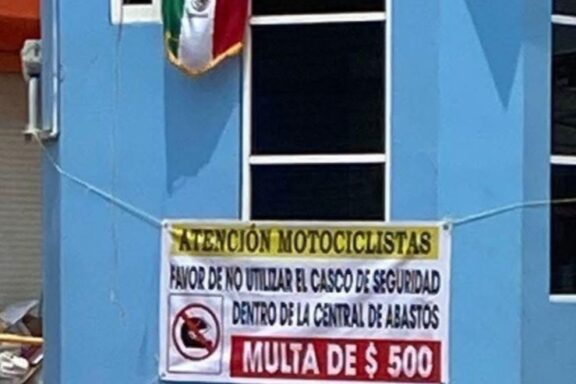 ATENCIÓN MOTOCICLISTAS
FAVOR DE NO UTILIZAR EL CASCO DE SEGURIDAD
DENTRO DE LA CENTRAL DE ABASTOS
MULTA DE $ 500